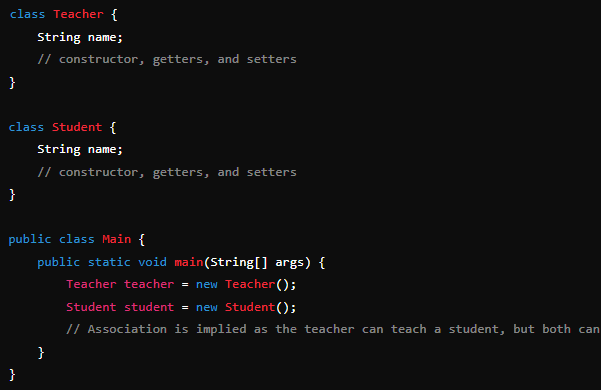 class Teacher {
    String name;
    // constructor, getters, and setters
}
class Student {
    String name;
    // constructor, getters, and setters
}
public class Main {
    public static void main(String[] args) {
        Teacher teacher = new Teacher();
        Student student = new Student();
        // Association is implied as the teacher can teach a student, but both can
    }
}